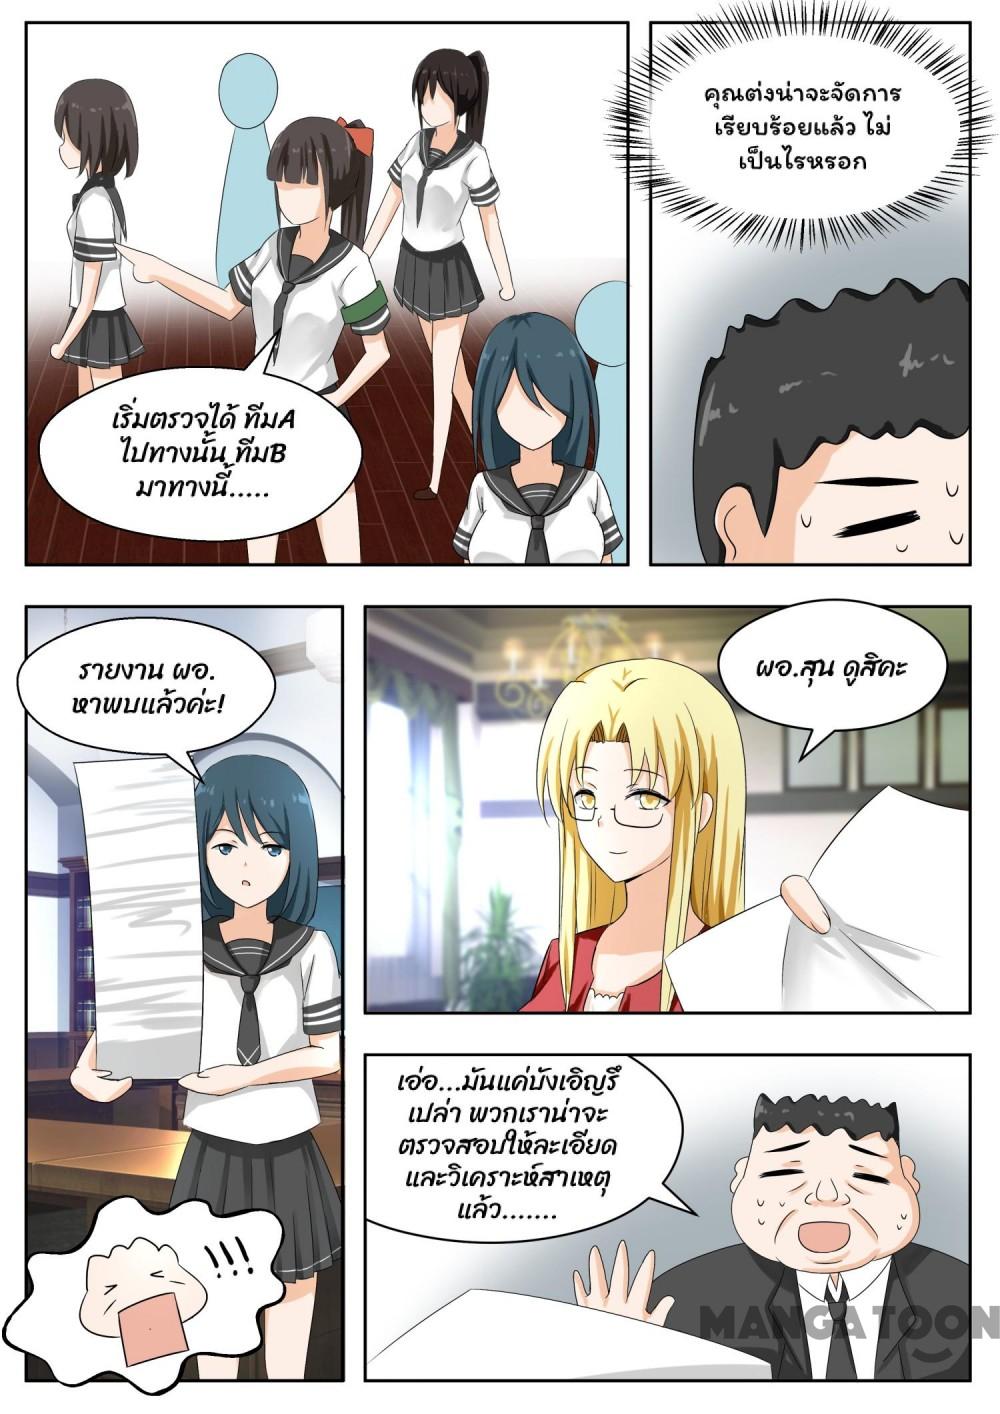 เริ่มตรวจได้ ทีมA
ไปทางนั้น ทีมB
มาทางนี้.....
คุณต่งน่าจะจัดการ
เรียบร้อยแล้ว ไม่
เป็นไรหรอก
รายงาน ผอ.
หาพบแล้วค่ะ!
!!!
ผอ.สุน ดูสิคะ
เอ่อ...มันแค่บังเอิญรึ
เปล่า พวกเราน่าจะ
ตรวจสอบให้ละเอียด
และวิเคราะห์สาเหตุ
แล้ว.......
MANGATOON